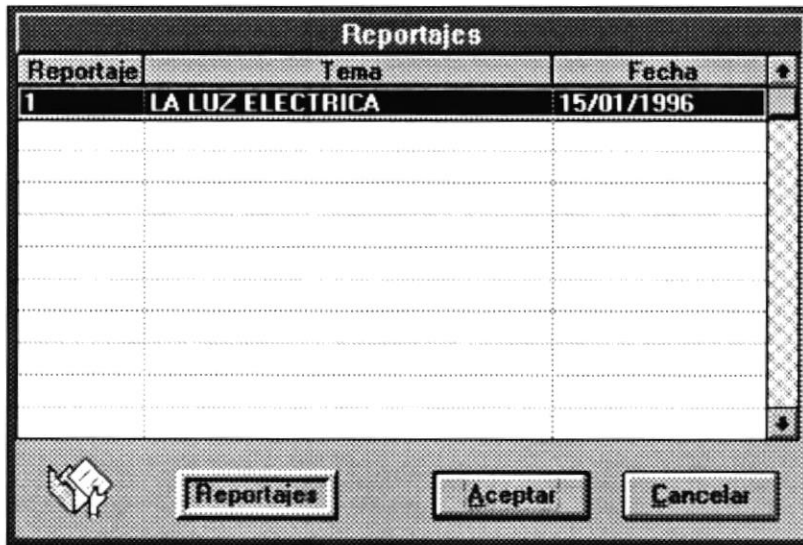 Reportajes
Reportaje Tema Fecha
1 LA LUZ ELECTRICA 15/01/1996
Reportajes Aceptar Cancelar